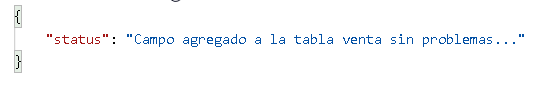 {
"status": "Campo agregado a la tabla venta sin problemas..."
}